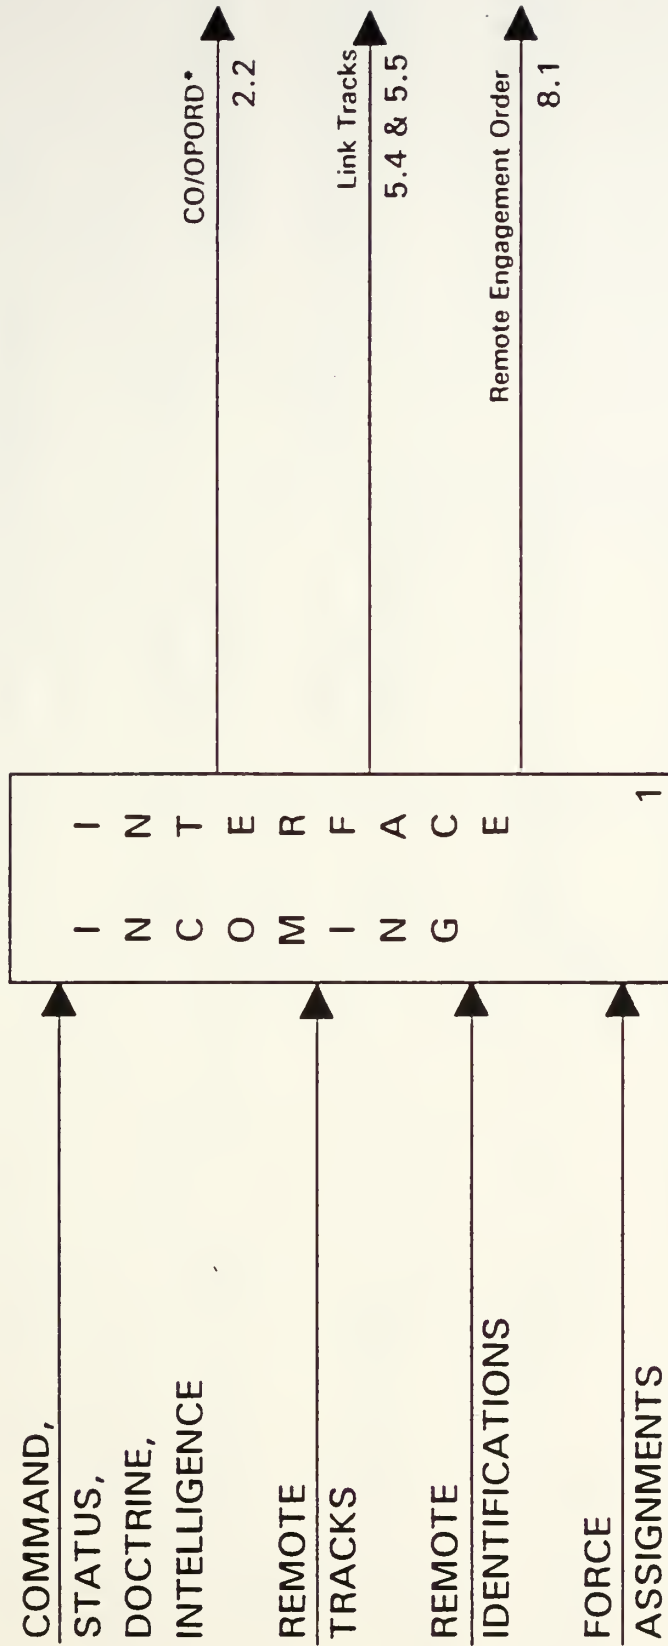 COMMAND,
STATUS,
DOCTRINE,
INTELLIGENCE
REMOTE
TRACKS
REMOTE
IDENTIFICATIONS
FORCE
ASSIGNMENTS
INCOMING
INTERFACE
1
CO/OPORD*
2.2
Link Tracks
5.4 & 5.5
Remote Engagement Order
8.1